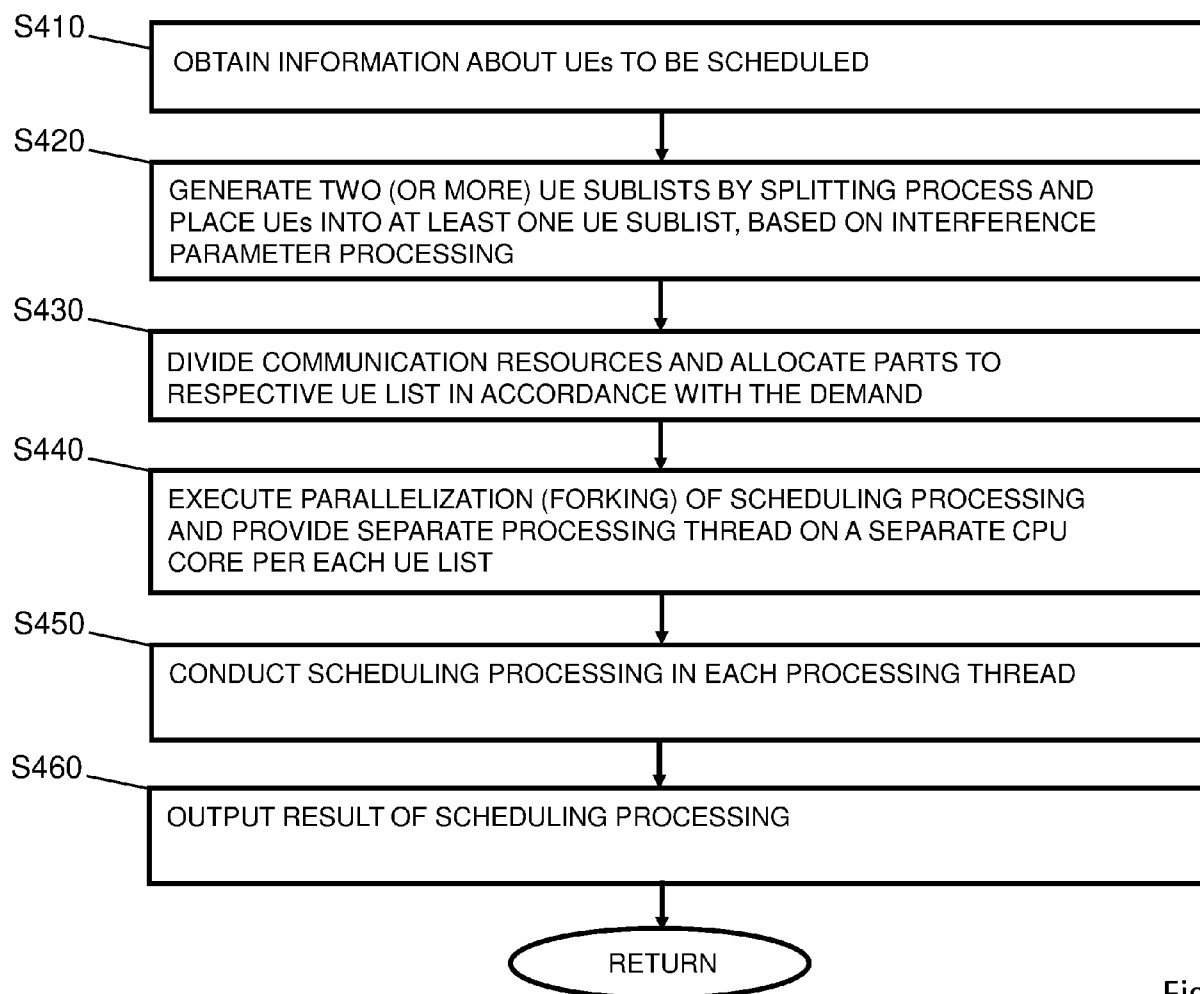 S410
OBTAIN INFORMATION ABOUT UEs TO BE SCHEDULED
S420
GENERATE TWO (OR MORE) UE SUBLISTS BY SPLITTING PROCESS AND
PLACE UEs INTO AT LEAST ONE UE SUBLIST, BASED ON INTERFERENCE
PARAMETER PROCESSING
S430
DIVIDE COMMUNICATION RESOURCES AND ALLOCATE PARTS TO
RESPECTIVE UE LIST IN ACCORDANCE WITH THE DEMAND
S440
EXECUTE PARALLELIZATION (FORKING) OF SCHEDULING PROCESSING
AND PROVIDE SEPARATE PROCESSING THREAD ON A SEPARATE CPU
CORE PER EACH UE LIST
S450
CONDUCT SCHEDULING PROCESSING IN EACH PROCESSING THREAD
S460
OUTPUT RESULT OF SCHEDULING PROCESSING
RETURN